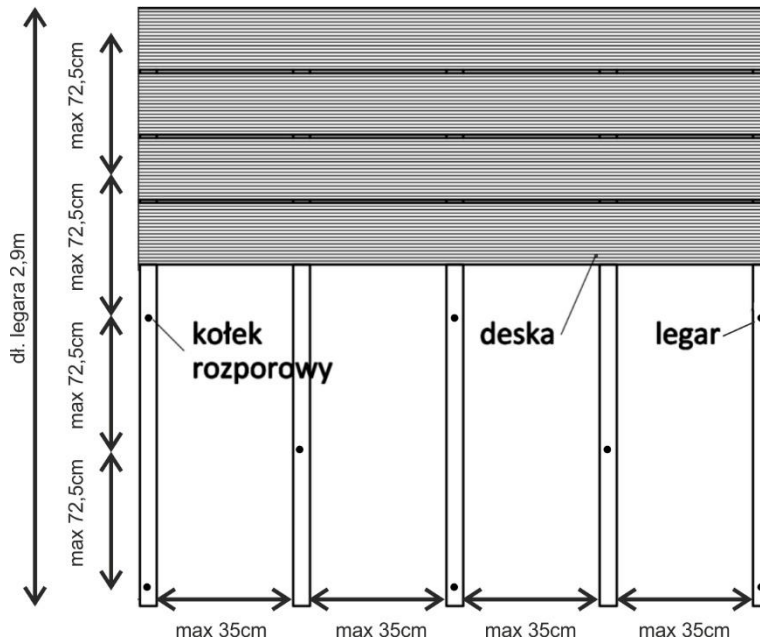 dł. legara 2,9m
max 72,5cm
max 72,5cm
max 72,5cm
max 72,5cm
kołek
rozporowy
deska
legar
max 35cm
max 35cm
max 35cm
max 35cm